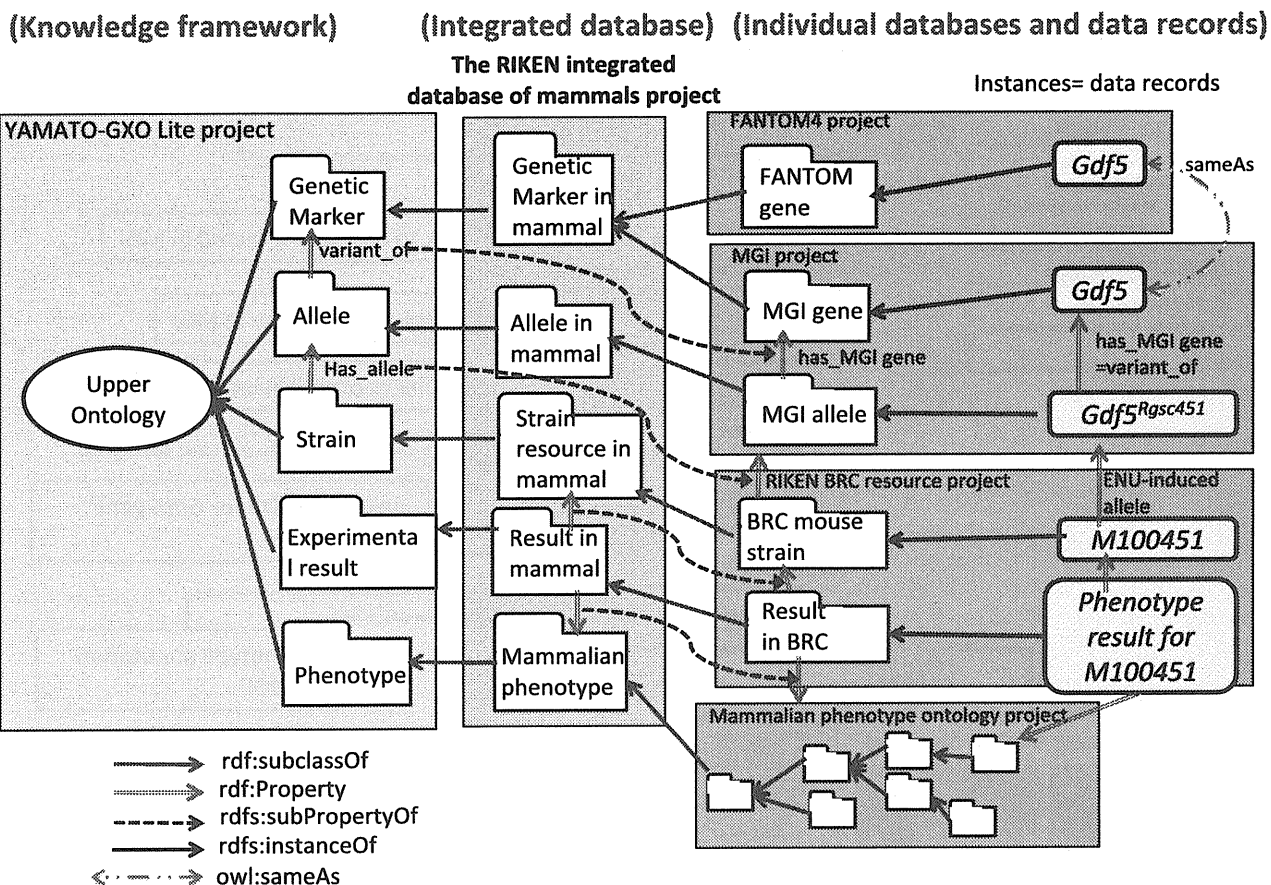 (Knowledge framework)
(Integrated database)
(Individual databases and data records)
The RIKEN integrated
database of mammals project
Instances= data records
YAMATO-GXO Lite project
Genetic
Marker
variant_of
Allele
Has_allele
Strain
Upper
Ontology
Experimenta
l result
Phenotype
Genetic
Marker in
mammal
Allele in
mammal
Strain
resource in
mammal
Result in
mammal
Mammalian
phenotype
FANTOM4 project
FANTOM
gene
Gdf5
sameAs
MGI project
MGI gene
Gdf5
has_MGI gene
has_MGI gene
=variant_of
MGI allele
Gdf5Rgsc451
RIKEN BRC resource project
ENU-induced
allele
BRC mouse
strain
M100451
Result
in BRC
Phenotype
result for
M100451
Mammalian phenotype ontology project
rdf:subclassOf
rdf:Property
rdfs:subPropertyOf
rdfs:instanceOf
owl:sameAs